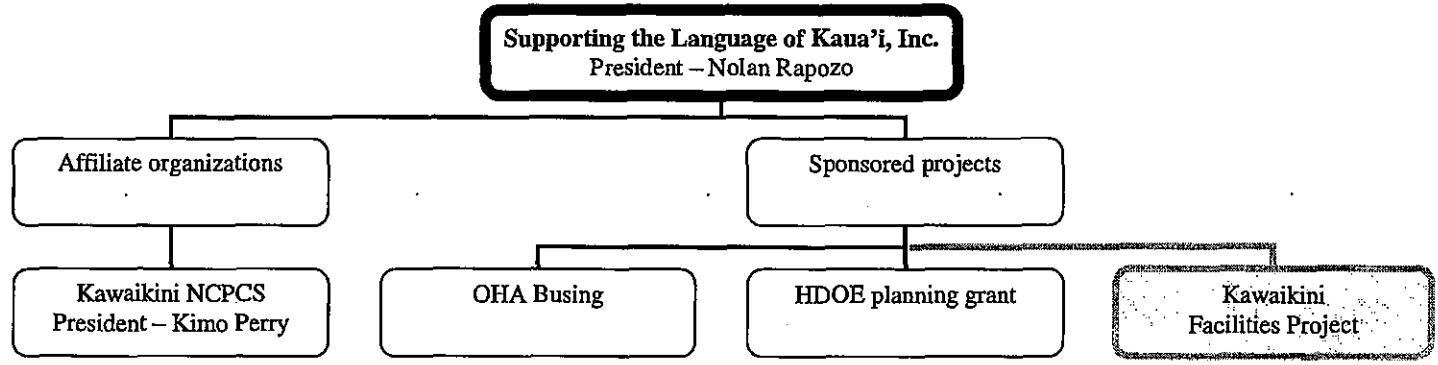 Supporting the Language of Kaua'i, Inc.
President – Nolan Rapozo
Affiliate organizations
Sponsored projects
Kawaikini NCPCS
President – Kimo Perry
OHA Busing
HDOE planning grant
Kawaikini
Facilities Project